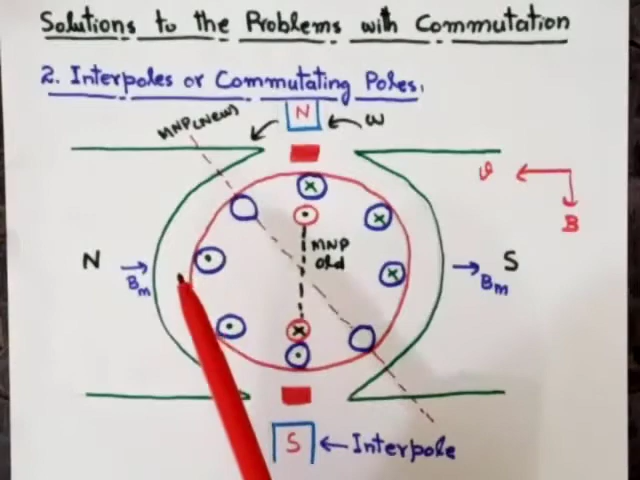 Solutions to the Problems with Commutation
2. Interpoles or Commutating Poles.
N
ω
MNP(New)
v
B
MNP
old
N
Bm
S
Bm
S
Interpole